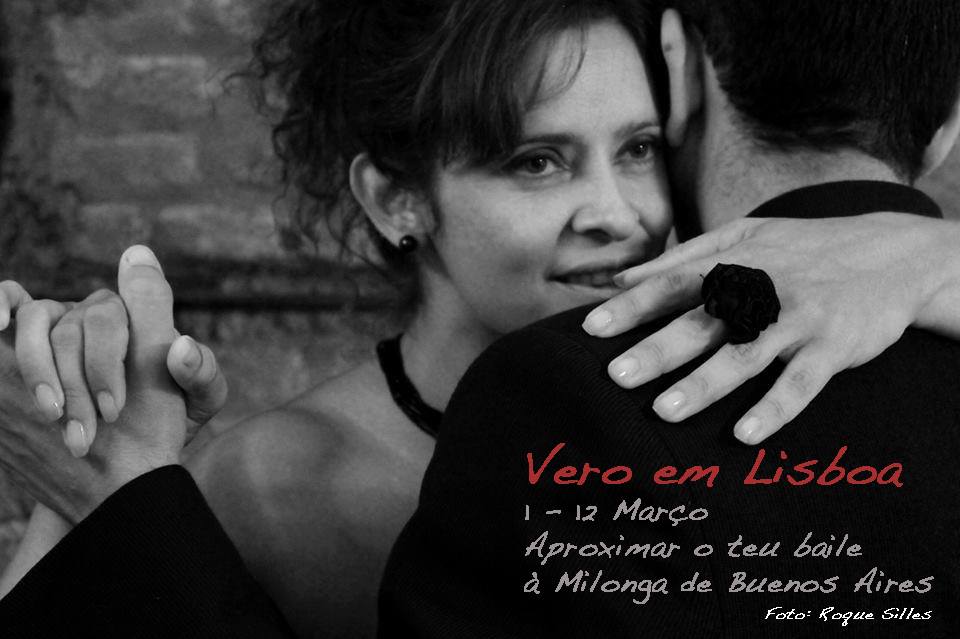 Vero em Lisboa
1 - 12 Março
Aproximar o teu baile
à Milonga de Buenos Aires
Foto: Roque Silles